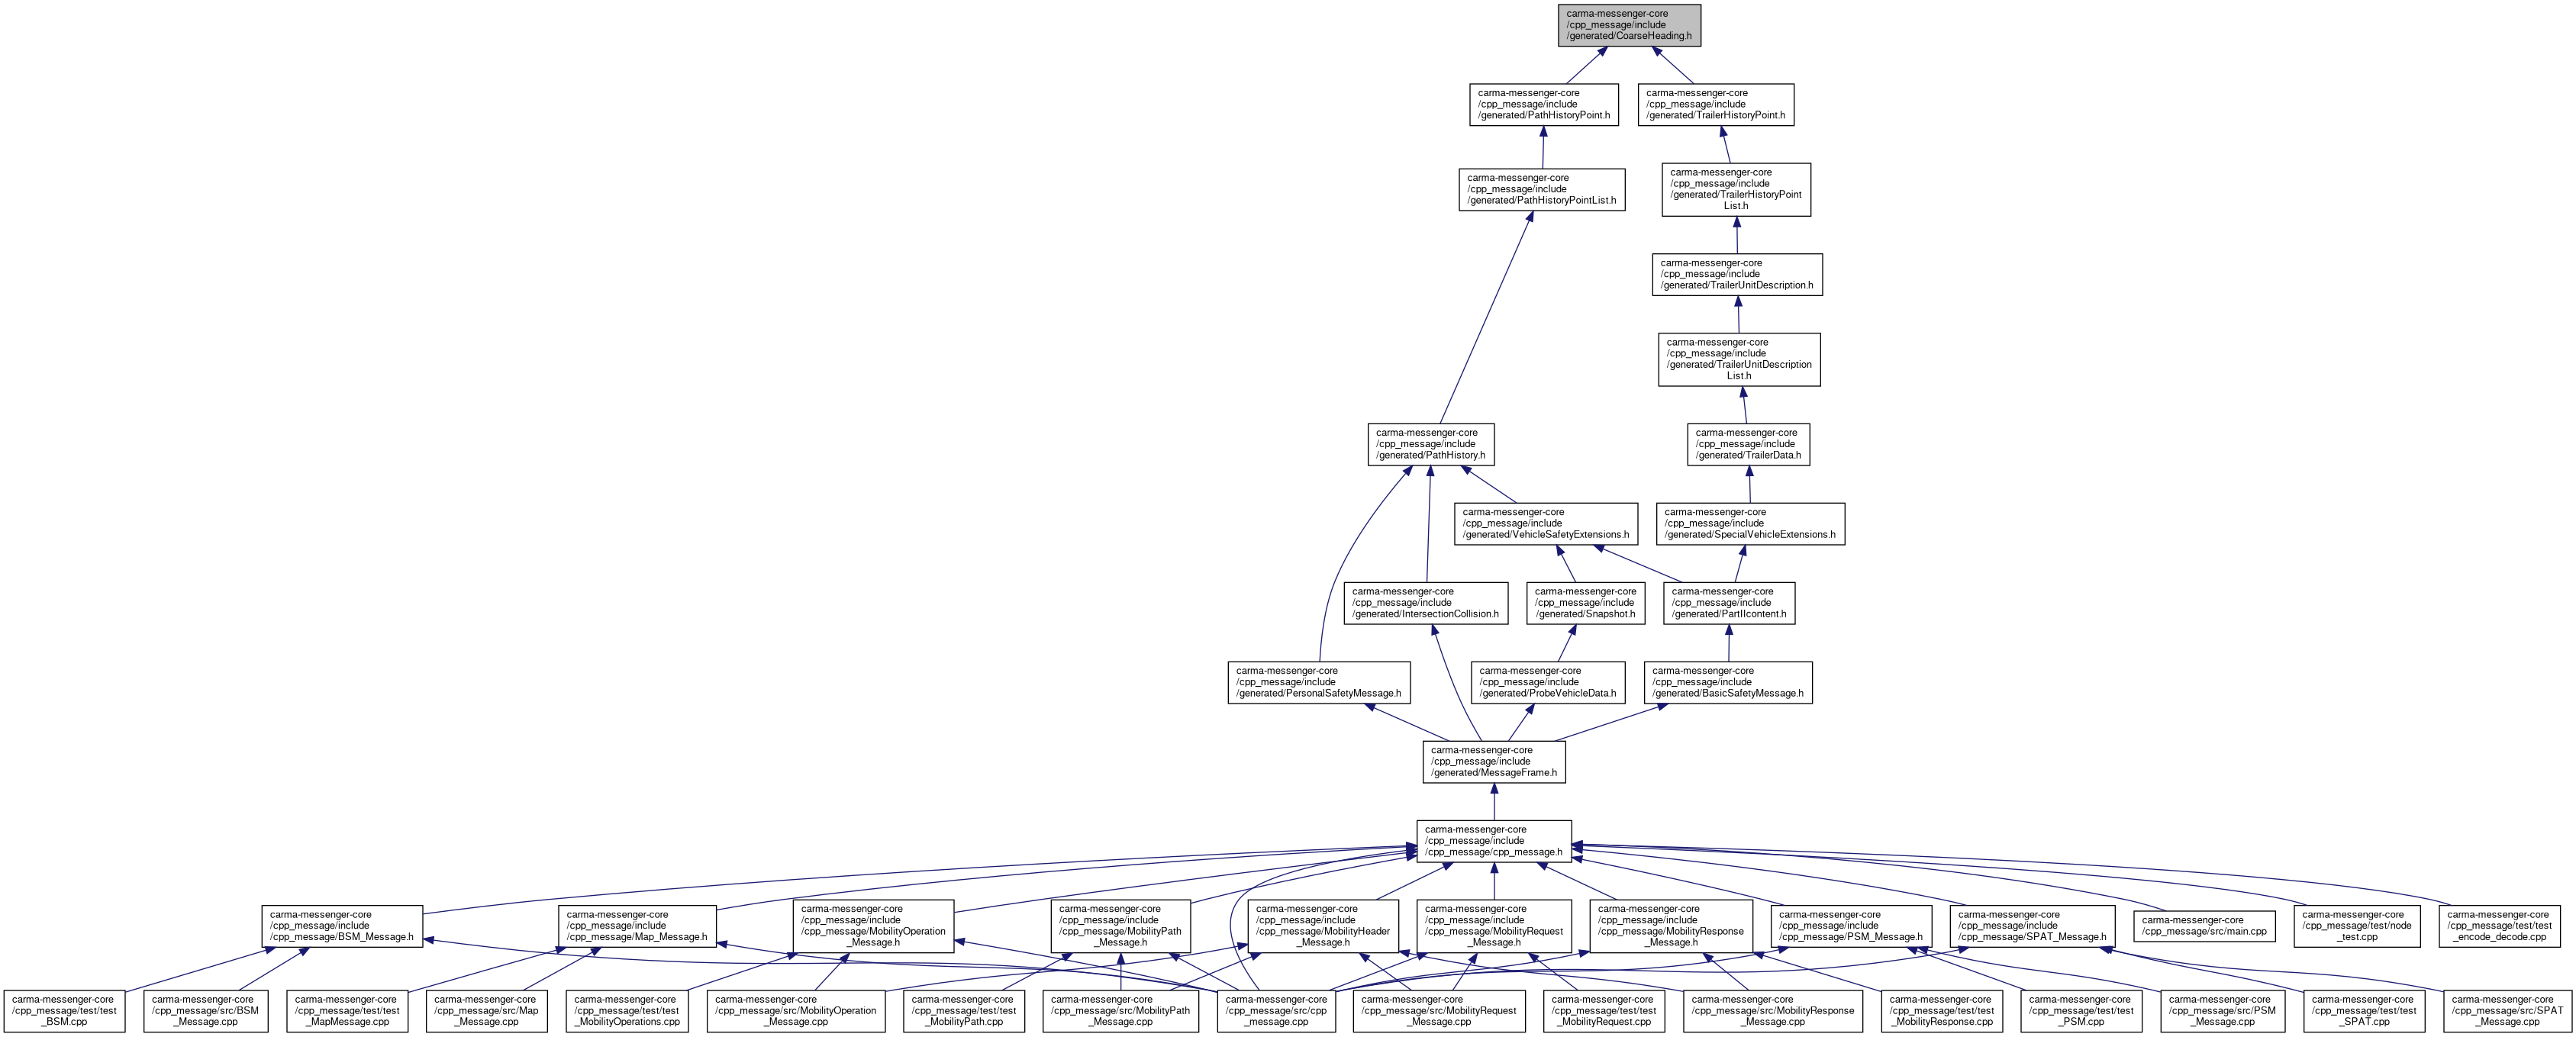 carma-messenger-core
/cpp_message/include
/generated/CoarseHeading.h
carma-messenger-core
/cpp_message/include
/generated/PathHistoryPoint.h
carma-messenger-core
/cpp_message/include
/generated/TrailerHistoryPoint.h
carma-messenger-core
/cpp_message/include
/generated/PathHistoryPointList.h
carma-messenger-core
/cpp_message/include
/generated/TrailerHistoryPoint
List.h
carma-messenger-core
/cpp_message/include
/generated/TrailerUnitDescription.h
carma-messenger-core
/cpp_message/include
/generated/TrailerUnitDescription
List.h
carma-messenger-core
/cpp_message/include
/generated/PathHistory.h
carma-messenger-core
/cpp_message/include
/generated/TrailerData.h
carma-messenger-core
/cpp_message/include
/generated/VehicleSafetyExtensions.h
carma-messenger-core
/cpp_message/include
/generated/SpecialVehicleExtensions.h
carma-messenger-core
/cpp_message/include
/generated/IntersectionCollision.h
carma-messenger-core
/cpp_message/include
/generated/Snapshot.h
carma-messenger-core
/cpp_message/include
/generated/PartIIcontent.h
carma-messenger-core
/cpp_message/include
/generated/PersonalSafetyMessage.h
carma-messenger-core
/cpp_message/include
/generated/ProbeVehicleData.h
carma-messenger-core
/cpp_message/include
/generated/BasicSafetyMessage.h
carma-messenger-core
/cpp_message/include
/generated/MessageFrame.h
carma-messenger-core
/cpp_message/include
/cpp_message/cpp_message.h
carma-messenger-core
/cpp_message/include
/cpp_message/BSM_Message.h
carma-messenger-core
/cpp_message/include
/cpp_message/Map_Message.h
carma-messenger-core
/cpp_message/include
/cpp_message/MobilityOperation
_Message.h
carma-messenger-core
/cpp_message/include
/cpp_message/MobilityPath
_Message.h
carma-messenger-core
/cpp_message/include
/cpp_message/MobilityHeader
_Message.h
carma-messenger-core
/cpp_message/include
/cpp_message/MobilityRequest
_Message.h
carma-messenger-core
/cpp_message/include
/cpp_message/MobilityResponse
_Message.h
carma-messenger-core
/cpp_message/include
/cpp_message/PSM_Message.h
carma-messenger-core
/cpp_message/include
/cpp_message/SPAT_Message.h
carma-messenger-core
/cpp_message/src/main.cpp
carma-messenger-core
/cpp_message/test/node
_test.cpp
carma-messenger-core
/cpp_message/test/test
_encode_decode.cpp
carma-messenger-core
/cpp_message/test/test
_BSM.cpp
carma-messenger-core
/cpp_message/src/BSM
_Message.cpp
carma-messenger-core
/cpp_message/test/test
_MapMessage.cpp
carma-messenger-core
/cpp_message/src/Map
_Message.cpp
carma-messenger-core
/cpp_message/test/test
_MobilityOperations.cpp
carma-messenger-core
/cpp_message/src/MobilityOperation
_Message.cpp
carma-messenger-core
/cpp_message/test/test
_MobilityPath.cpp
carma-messenger-core
/cpp_message/src/MobilityPath
_Message.cpp
carma-messenger-core
/cpp_message/src/cpp
_message.cpp
carma-messenger-core
/cpp_message/src/MobilityRequest
_Message.cpp
carma-messenger-core
/cpp_message/test/test
_MobilityRequest.cpp
carma-messenger-core
/cpp_message/src/MobilityResponse
_Message.cpp
carma-messenger-core
/cpp_message/test/test
_MobilityResponse.cpp
carma-messenger-core
/cpp_message/test/test
_PSM.cpp
carma-messenger-core
/cpp_message/src/PSM
_Message.cpp
carma-messenger-core
/cpp_message/test/test
_SPAT.cpp
carma-messenger-core
/cpp_message/src/SPAT
_Message.cpp